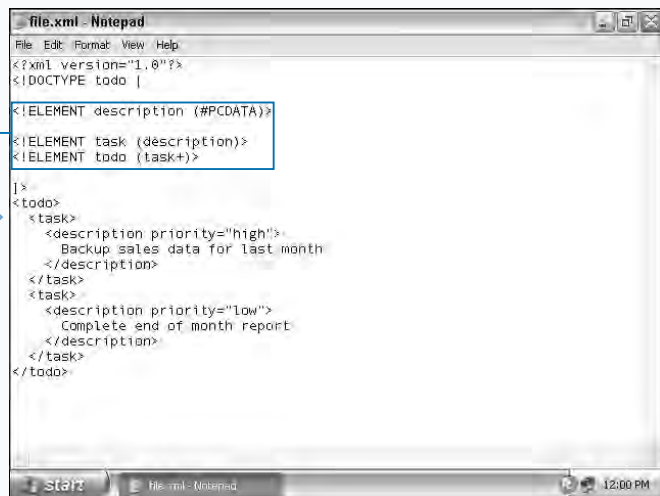 file.xml - Notepad
File Edit Format View Help
<?xml version="1.0"?>
<!DOCTYPE todo [
<!ELEMENT description (#PCDATA)>
<!ELEMENT task (description)>
<!ELEMENT todo (task+)>
]>
<todo>
<task>
<description priority="high">
Backup sales data for last month
</description>
</task>
<task>
<description priority="low">
Complete end of month report
</description>
</task>
</todo>
start
file.xml - Notepad
12:00 PM